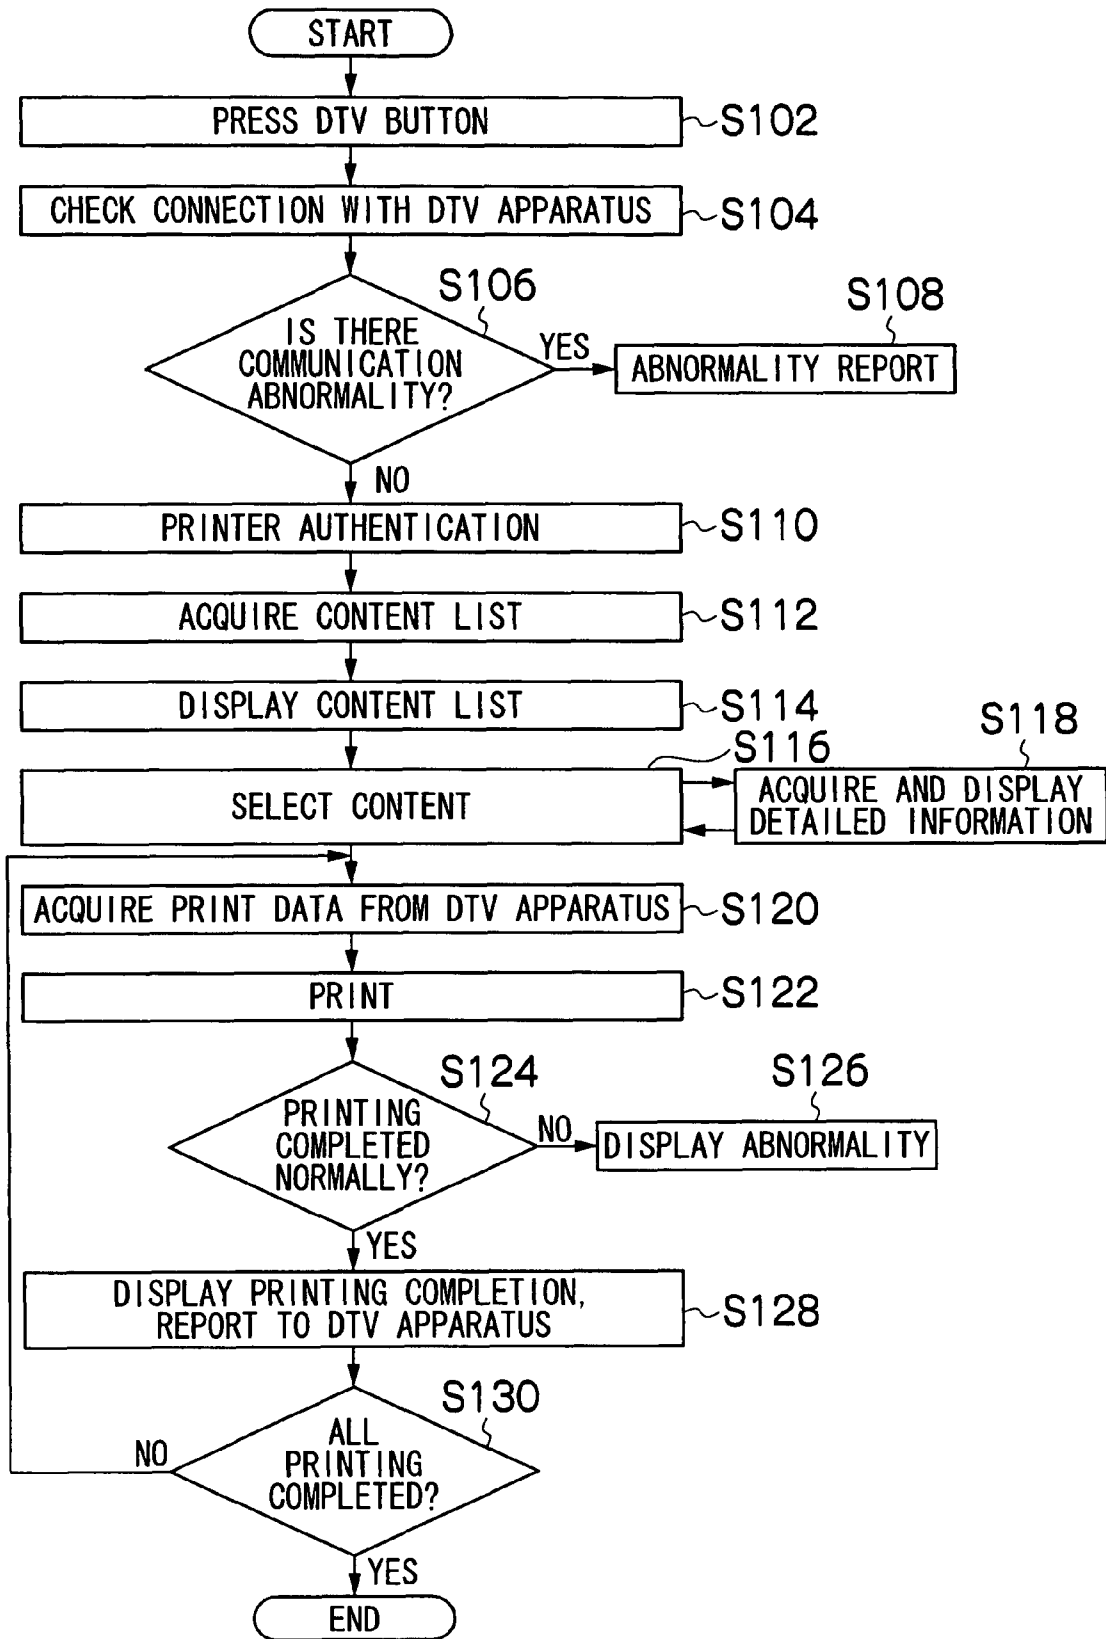 START
PRESS DTV BUTTON
S102
CHECK CONNECTION WITH DTV APPARATUS
S104
S106
IS THERE
COMMUNICATION
ABNORMALITY?
YES
S108
ABNORMALITY REPORT
NO
PRINTER AUTHENTICATION
S110
ACQUIRE CONTENT LIST
S112
DISPLAY CONTENT LIST
S114
S116
SELECT CONTENT
S118
ACQUIRE AND DISPLAY
DETAILED INFORMATION
ACQUIRE PRINT DATA FROM DTV APPARATUS
S120
PRINT
S122
S124
PRINTING
COMPLETED
NORMALLY?
NO
S126
DISPLAY ABNORMALITY
YES
DISPLAY PRINTING COMPLETION,
REPORT TO DTV APPARATUS
S128
S130
ALL
PRINTING
COMPLETED?
NO
YES
END